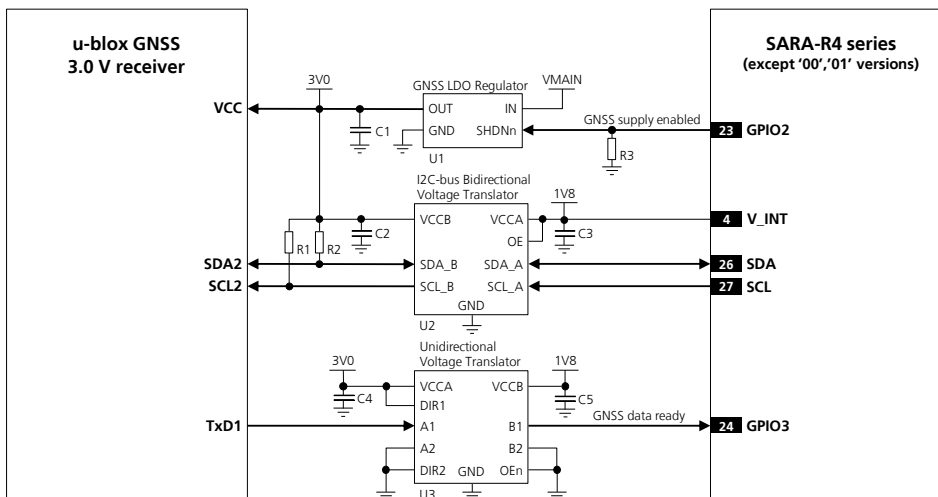 u-blox GNSS
3.0 V receiver
SARA-R4 series
(except '00','01' versions)
3V0
GNSS LDO Regulator
VMAIN
VCC
OUT
IN
C1
GND
SHDNn
GNSS supply enabled
23 GPIO2
R3
U1
I2C-bus Bidirectional
Voltage Translator
1V8
VCCB
VCCA
4 V_INT
C2
C3
OE
R1
R2
SDA2
SDA_B
SDA_A
26 SDA
SCL2
SCL_B
SCL_A
27 SCL
GND
U2
Unidirectional
Voltage Translator
3V0
1V8
VCCA
VCCB
C4
C5
DIR1
GNSS data ready
TxD1
A1
B1
24 GPIO3
A2
B2
DIR2
GND
OEn
U3